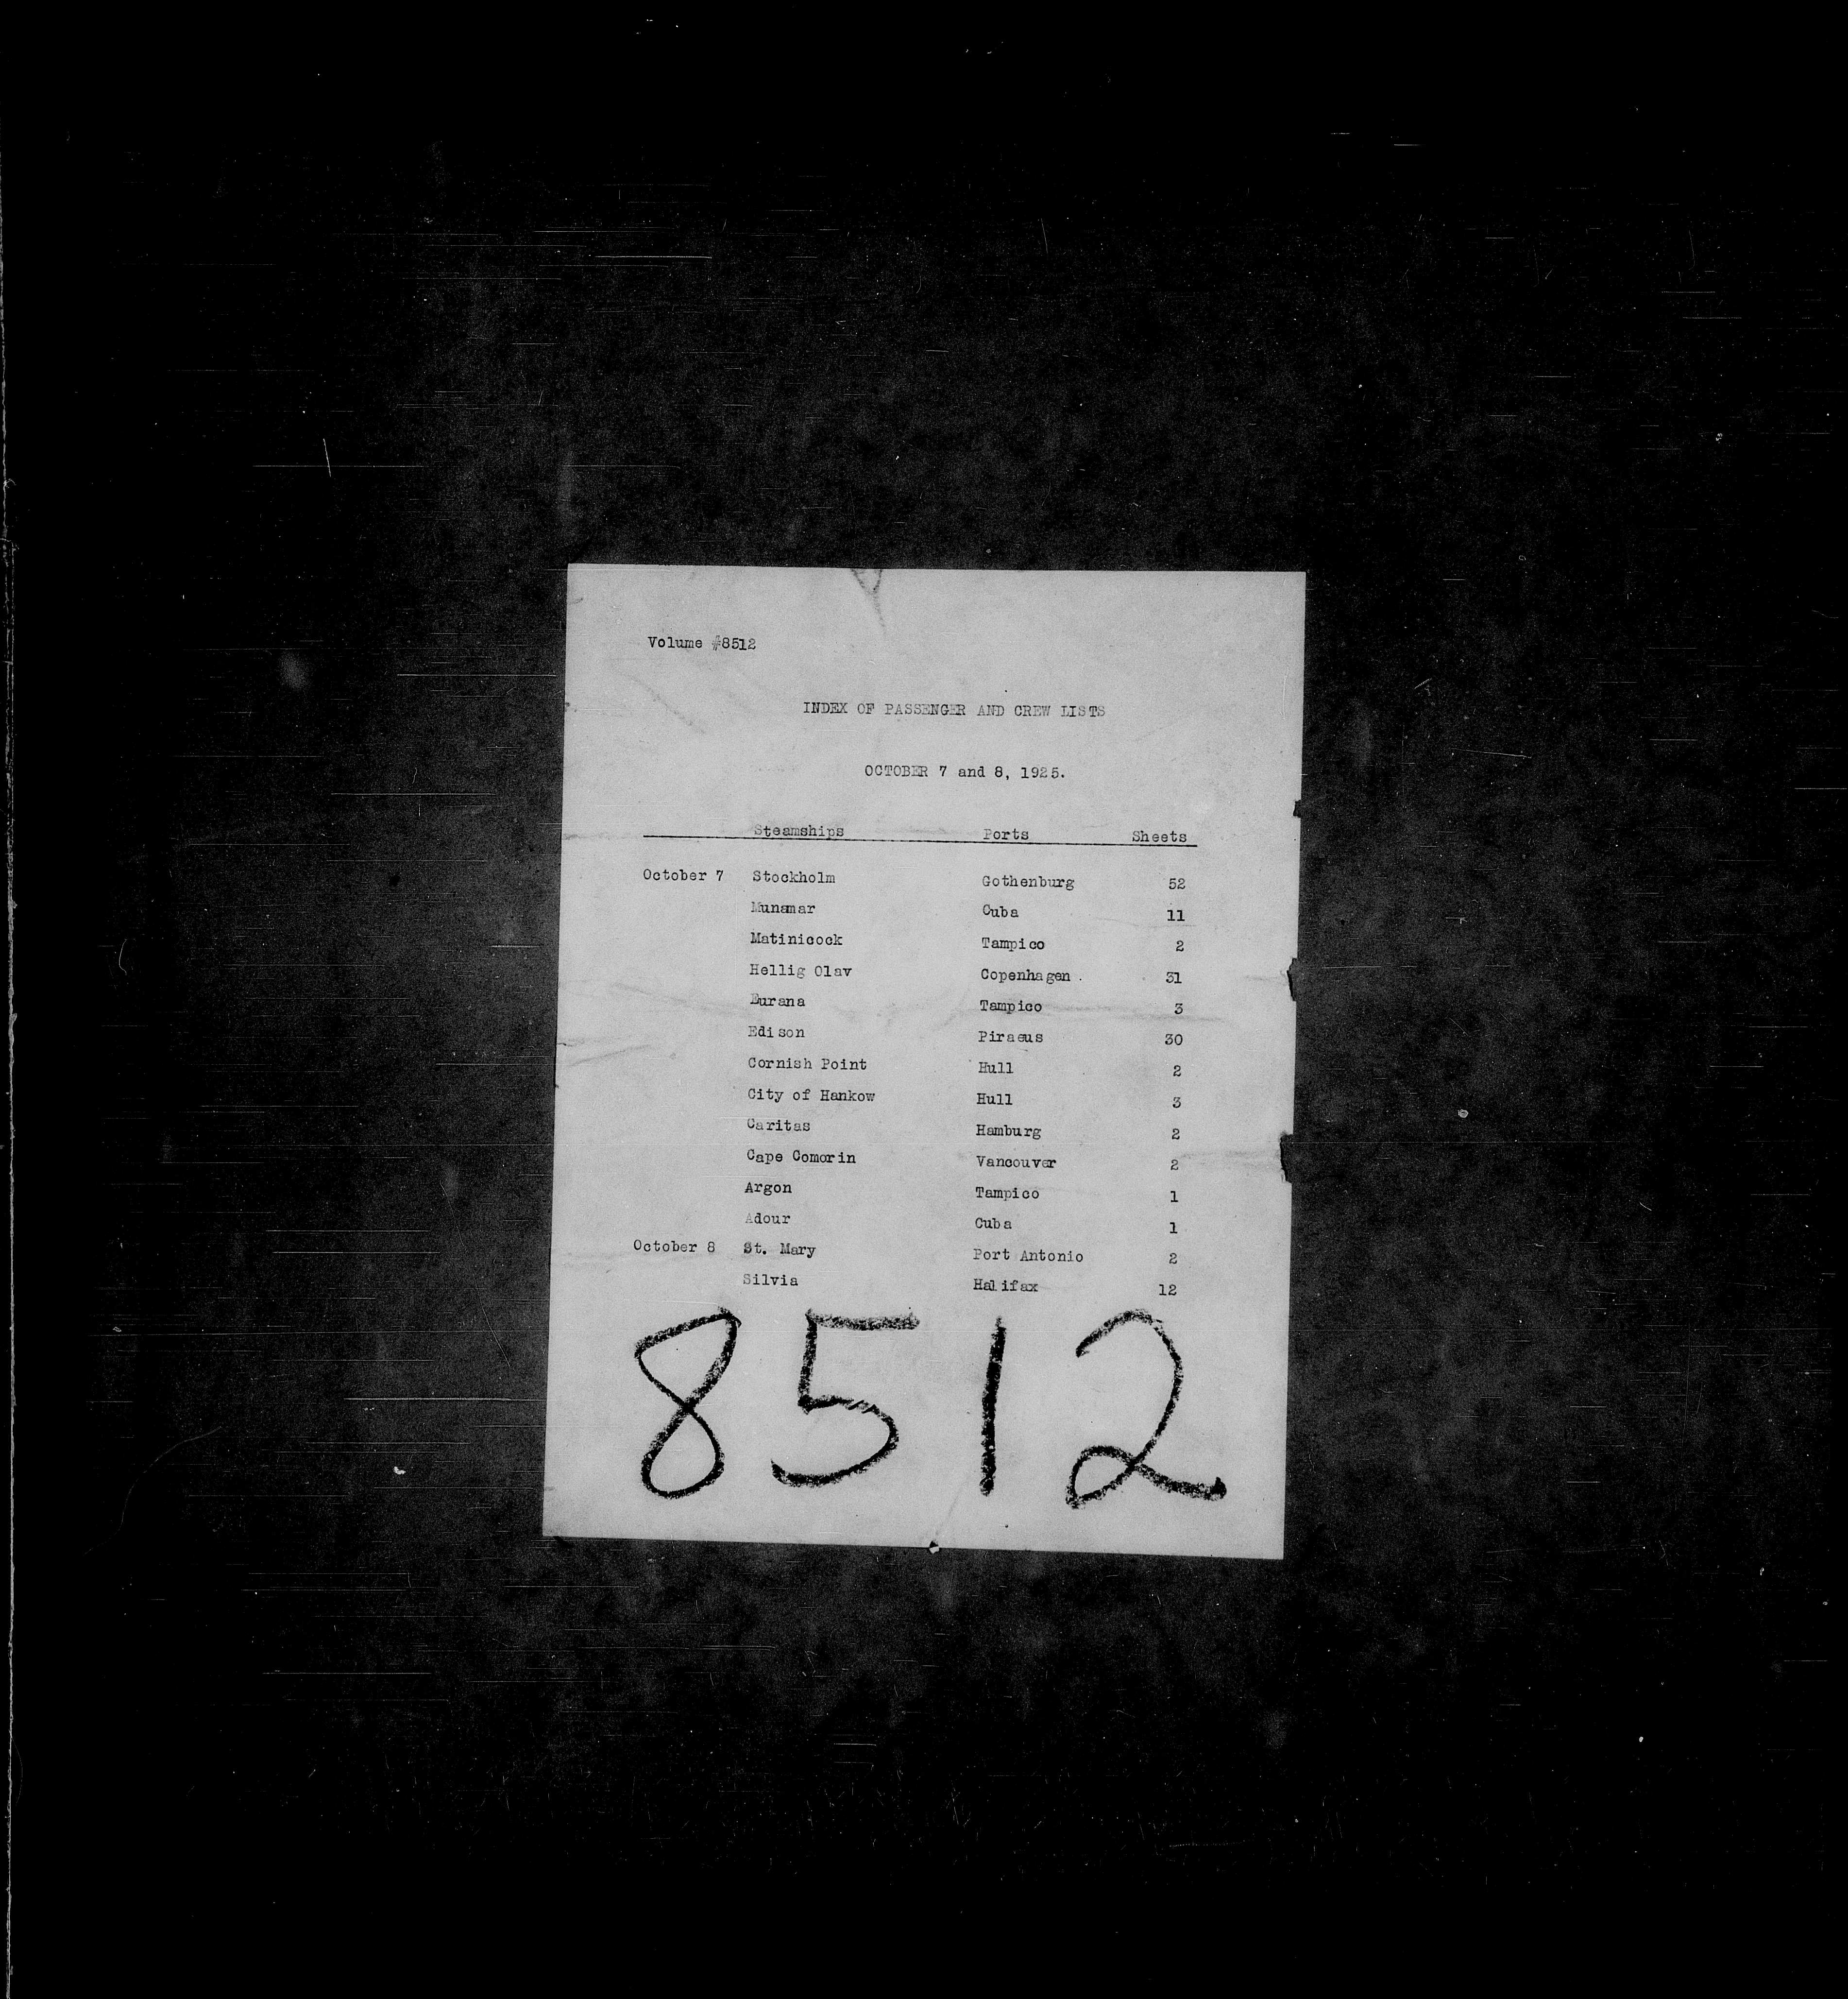 Volume #8512
INDEX OF PASSENGER AND CREW LISTS
OCTOBER 7 and 8, 1925.
Steamships Ports Sheets
October 7 Stockholm Gothenburg 52
Munamar Cuba 11
Matinicock Tampico 2
Hellig Olav Copenhagen. 31
Eurana Tampico 3
Edison Piraeus 30
Cornish Point Hull 2
City of Hankow Hull 3
Caritas Hamburg 2
Cape Comorin Vancouver 2
Argon Tampico 1
Adour Cuba 1
October 8 St. Mary Port Antonio 2
Silvia Halifax 12
8512